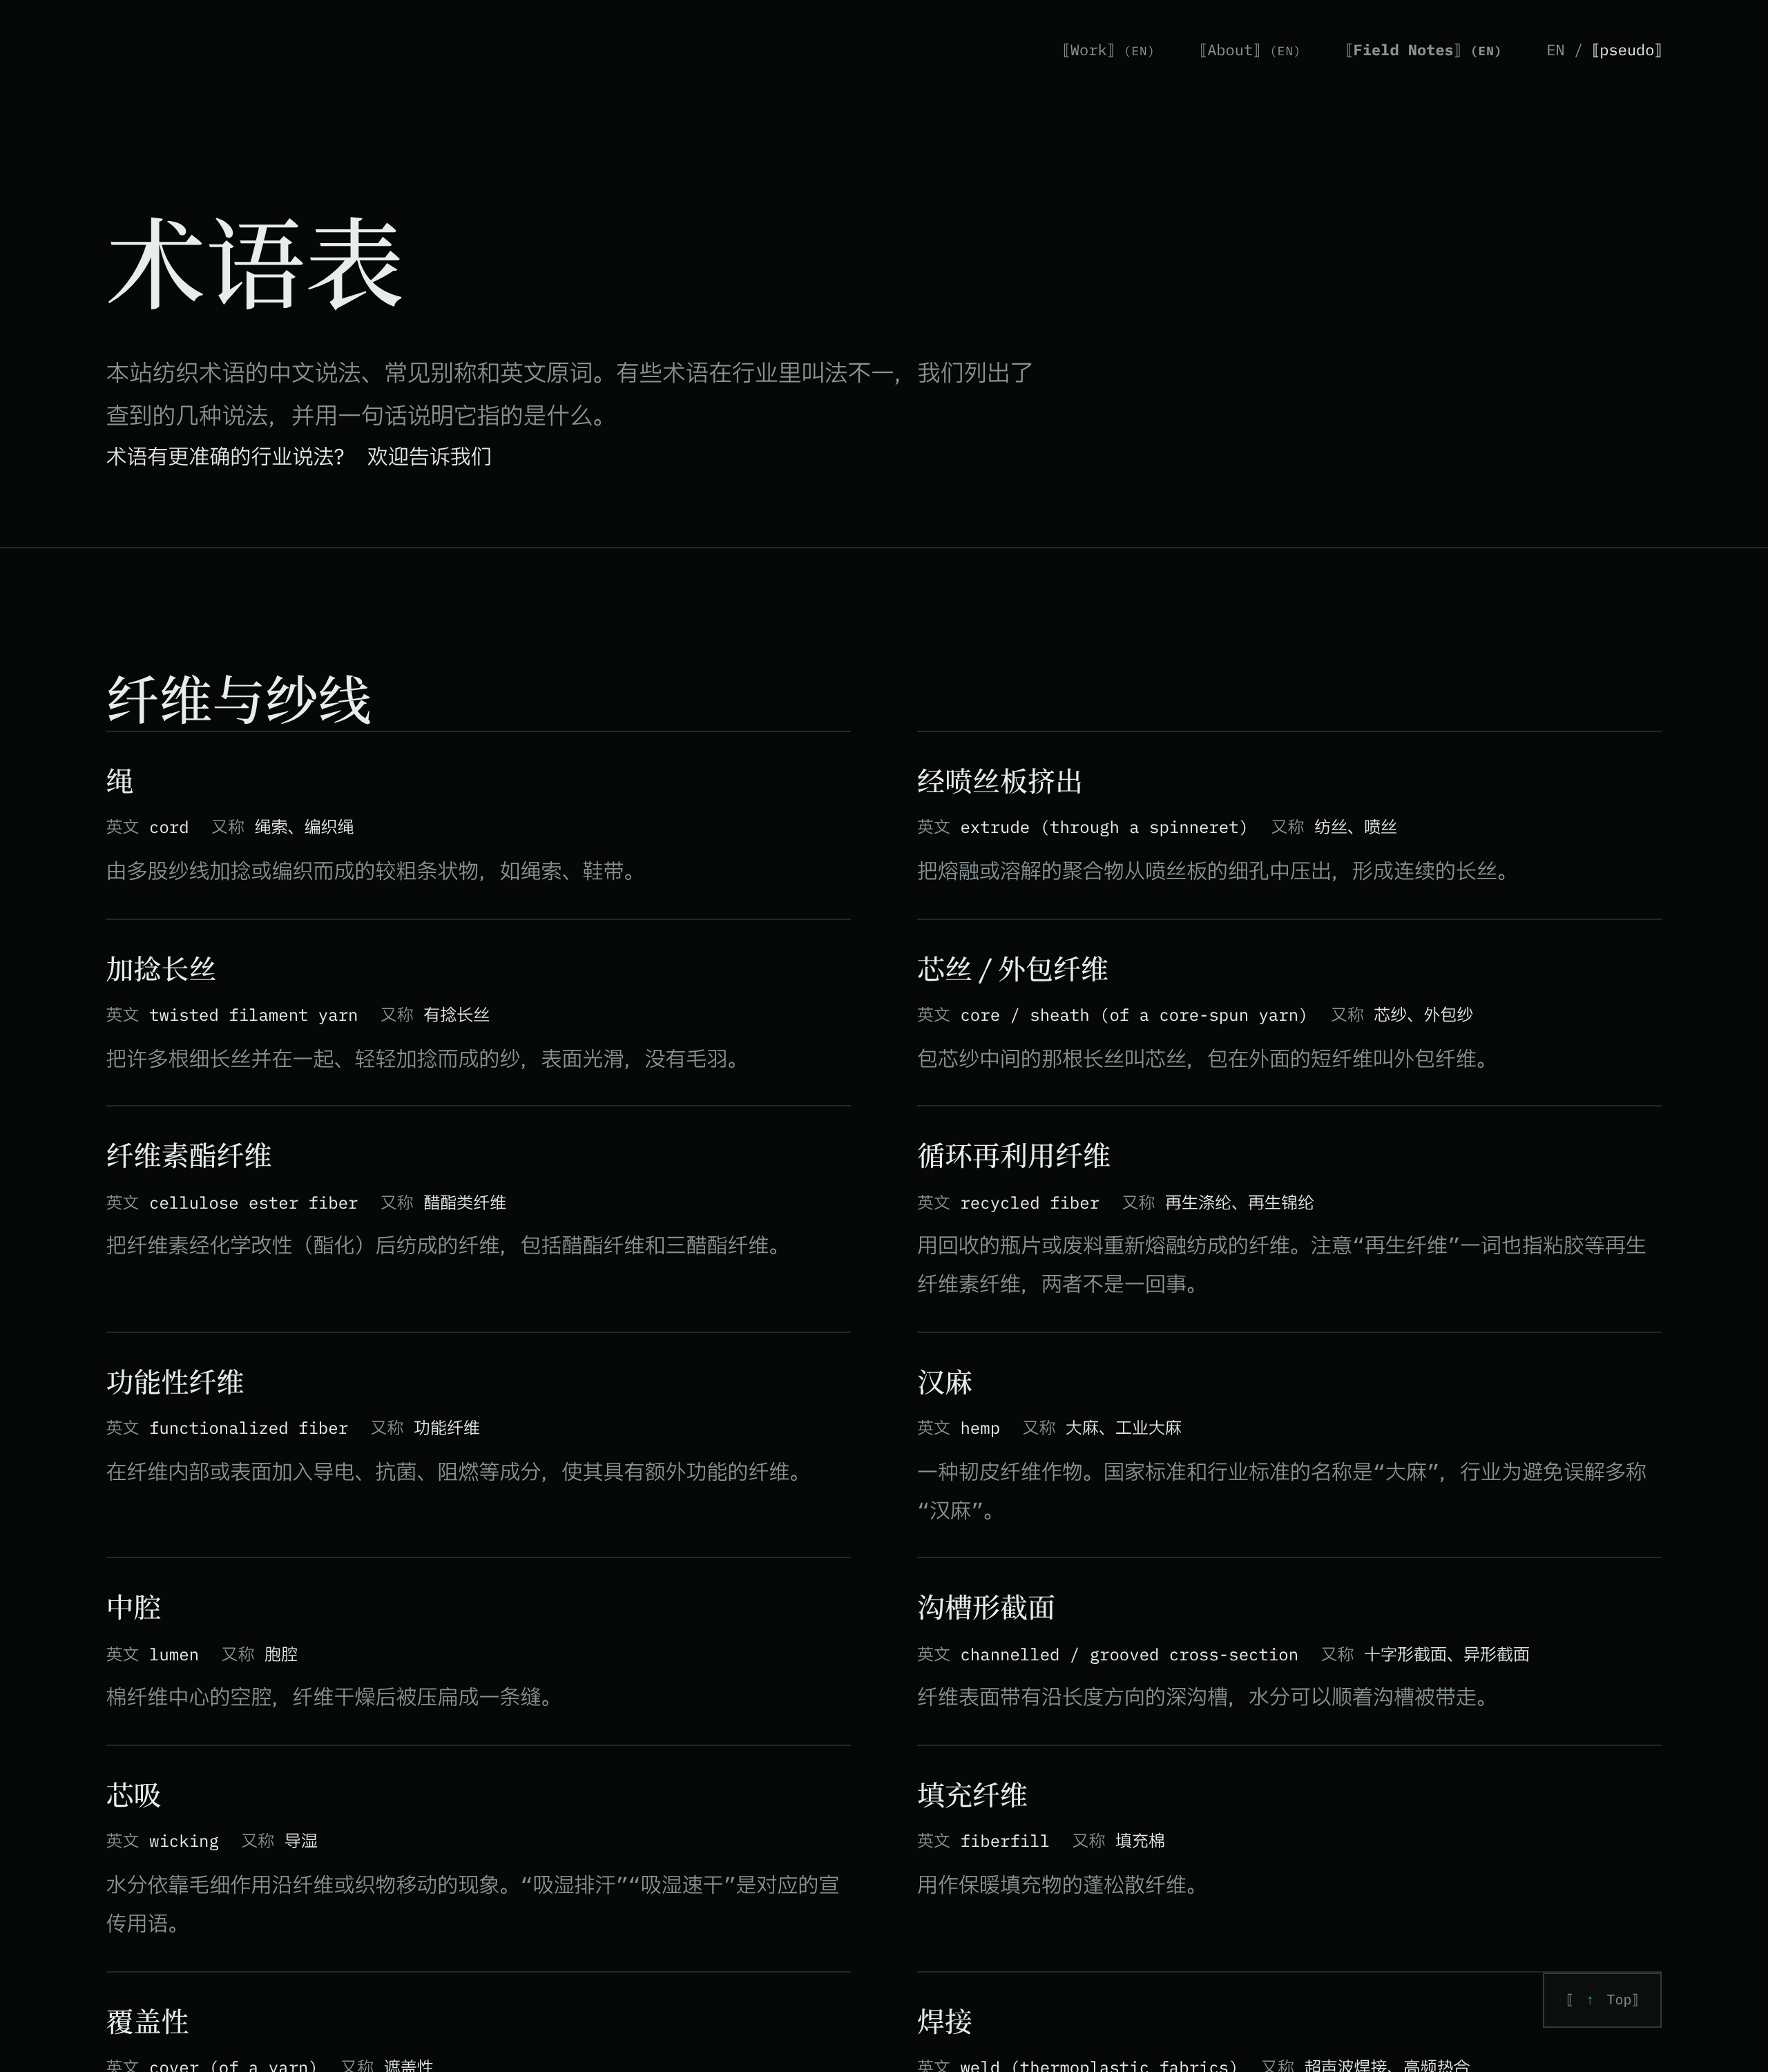 ⟦Work⟧ (EN) ⟦About⟧ (EN) ⟦Field Notes⟧ (EN) EN / ⟦pseudo⟧
术语表
本站纺织术语的中文说法、常见别称和英文原词。有些术语在行业里叫法不一，我们列出了
查到的几种说法，并用一句话说明它指的是什么。
术语有更准确的行业说法？ 欢迎告诉我们
纤维与纱线
绳
英文 cord 又称 绳索、编织绳
由多股纱线加捻或编织而成的较粗条状物，如绳索、鞋带。
经喷丝板挤出
英文 extrude (through a spinneret) 又称 纺丝、喷丝
把熔融或溶解的聚合物从喷丝板的细孔中压出，形成连续的长丝。
加捻长丝
英文 twisted filament yarn 又称 有捻长丝
把许多根细长丝并在一起、轻轻加捻而成的纱，表面光滑，没有毛羽。
芯丝 / 外包纤维
英文 core / sheath (of a core-spun yarn) 又称 芯纱、外包纱
包芯纱中间的那根长丝叫芯丝，包在外面的短纤维叫外包纤维。
纤维素酯纤维
英文 cellulose ester fiber 又称 醋酯类纤维
把纤维素经化学改性（酯化）后纺成的纤维，包括醋酯纤维和三醋酯纤维。
循环再利用纤维
英文 recycled fiber 又称 再生涤纶、再生锦纶
用回收的瓶片或废料重新熔融纺成的纤维。注意“再生纤维”一词也指粘胶等再生
纤维素纤维，两者不是一回事。
功能性纤维
英文 functionalized fiber 又称 功能纤维
在纤维内部或表面加入导电、抗菌、阻燃等成分，使其具有额外功能的纤维。
汉麻
英文 hemp 又称 大麻、工业大麻
一种韧皮纤维作物。国家标准和行业标准的名称是“大麻”，行业为避免误解多称
“汉麻”。
中腔
英文 lumen 又称 胞腔
棉纤维中心的空腔，纤维干燥后被压扁成一条缝。
沟槽形截面
英文 channelled / grooved cross-section 又称 十字形截面、异形截面
纤维表面带有沿长度方向的深沟槽，水分可以顺着沟槽被带走。
芯吸
英文 wicking 又称 导湿
水分依靠毛细作用沿纤维或织物移动的现象。“吸湿排汗”“吸湿速干”是对应的宣
传用语。
填充纤维
英文 fiberfill 又称 填充棉
用作保暖填充物的蓬松散纤维。
覆盖性
英文 cover (of a yarn) 又称 遮盖性
焊接
英文 weld (thermoplastic fabrics) 又称 超声波焊接、高频热合
⟦ ↑ Top⟧